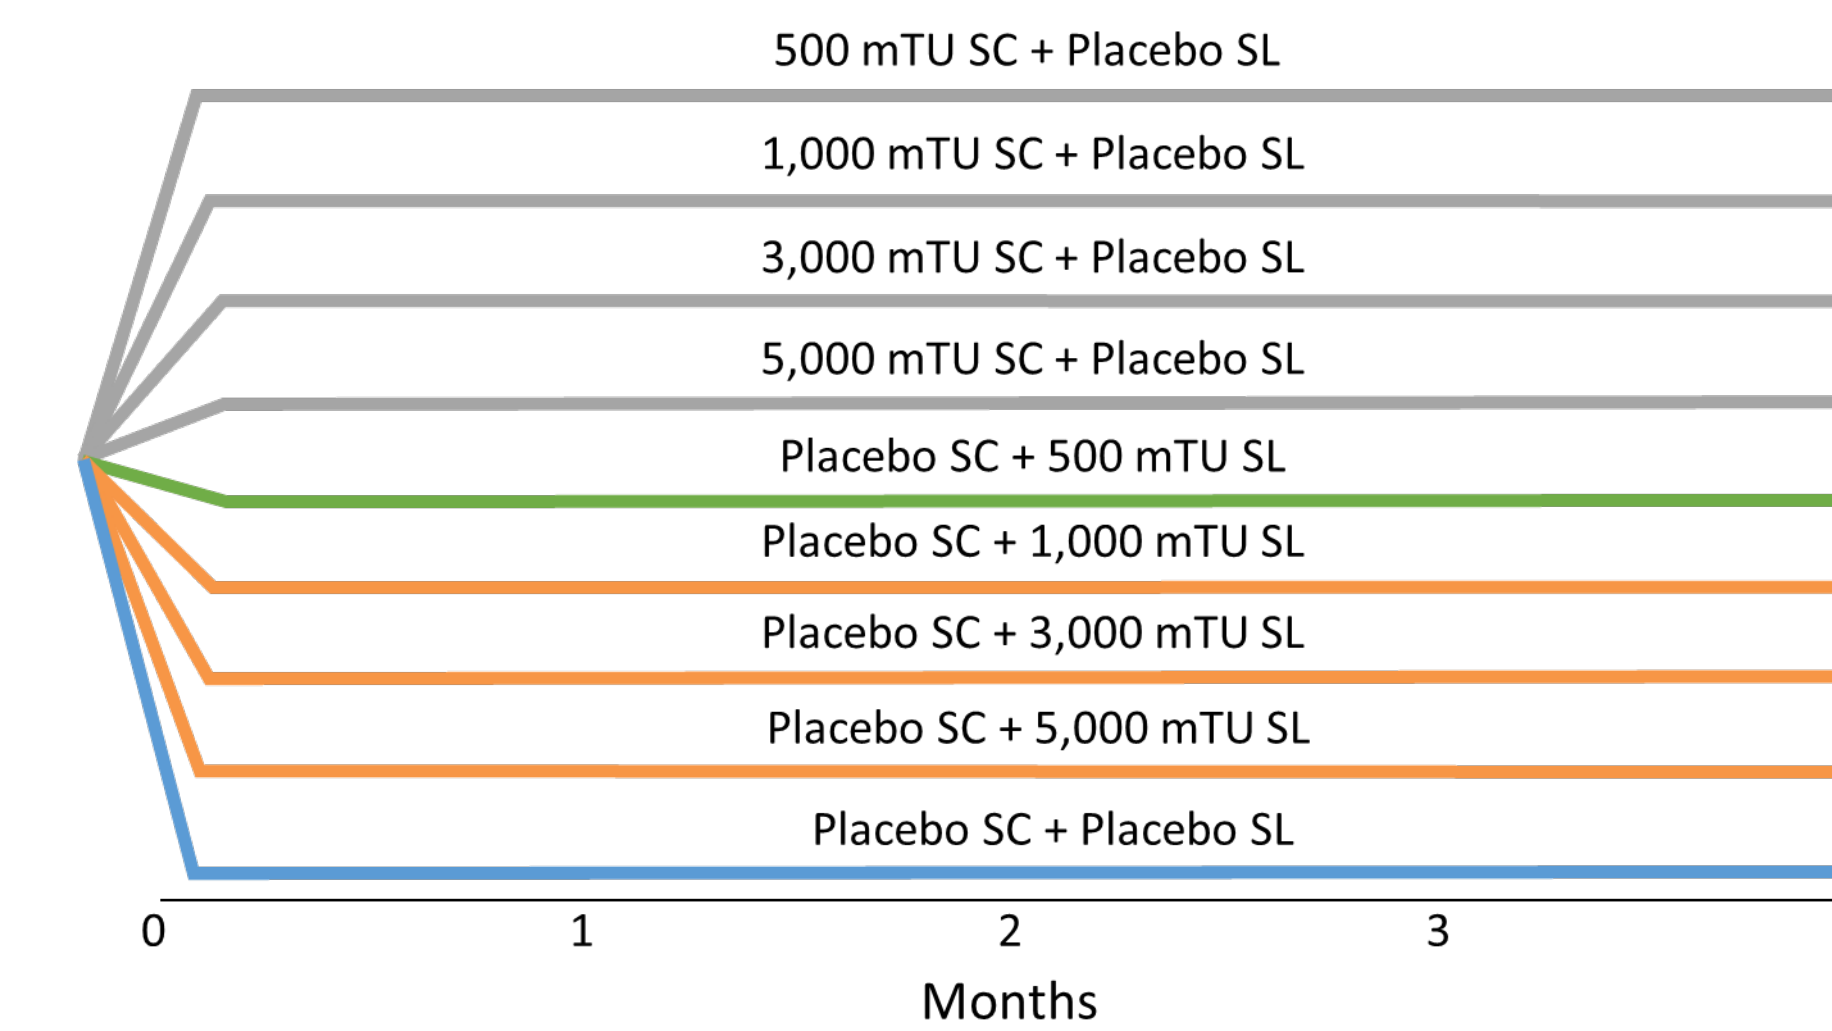 500 mTU SC + Placebo SL
1,000 mTU SC + Placebo SL
3,000 mTU SC + Placebo SL
5,000 mTU SC + Placebo SL
Placebo SC + 500 mTU SL
Placebo SC + 1,000 mTU SL
Placebo SC + 3,000 mTU SL
Placebo SC + 5,000 mTU SL
Placebo SC + Placebo SL
0 1 2 3
Months